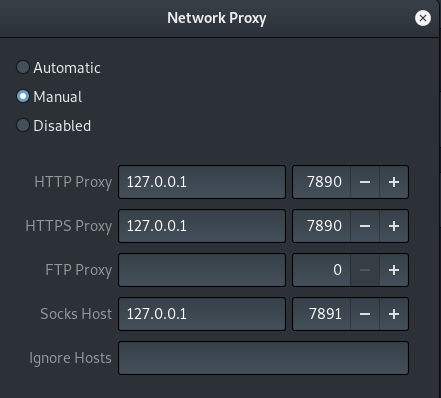 Network Proxy
Automatic
Manual
Disabled
HTTP Proxy 127.0.0.1 7890 − +
HTTPS Proxy 127.0.0.1 7890 − +
FTP Proxy 0 − +
Socks Host 127.0.0.1 7891 − +
Ignore Hosts